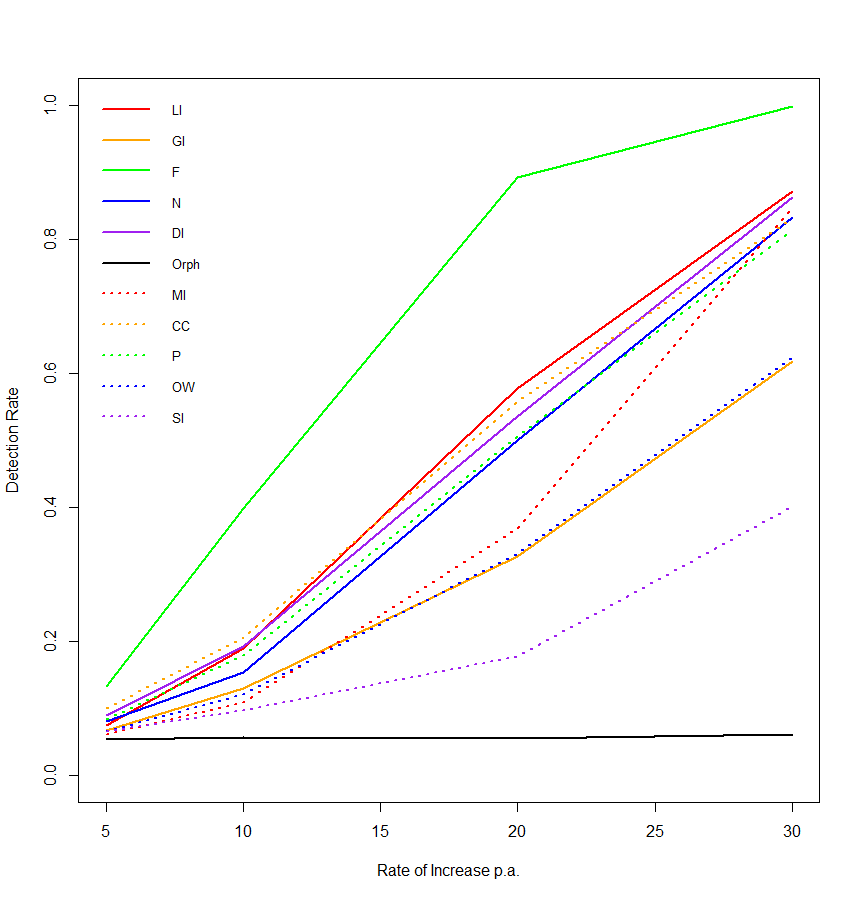 1.0
0.8
0.6
0.4
0.2
0.0
Detection Rate
LI
GI
F
N
DI
Orph
MI
CC
P
OW
SI
5 10 15 20 25 30
Rate of Increase p.a.